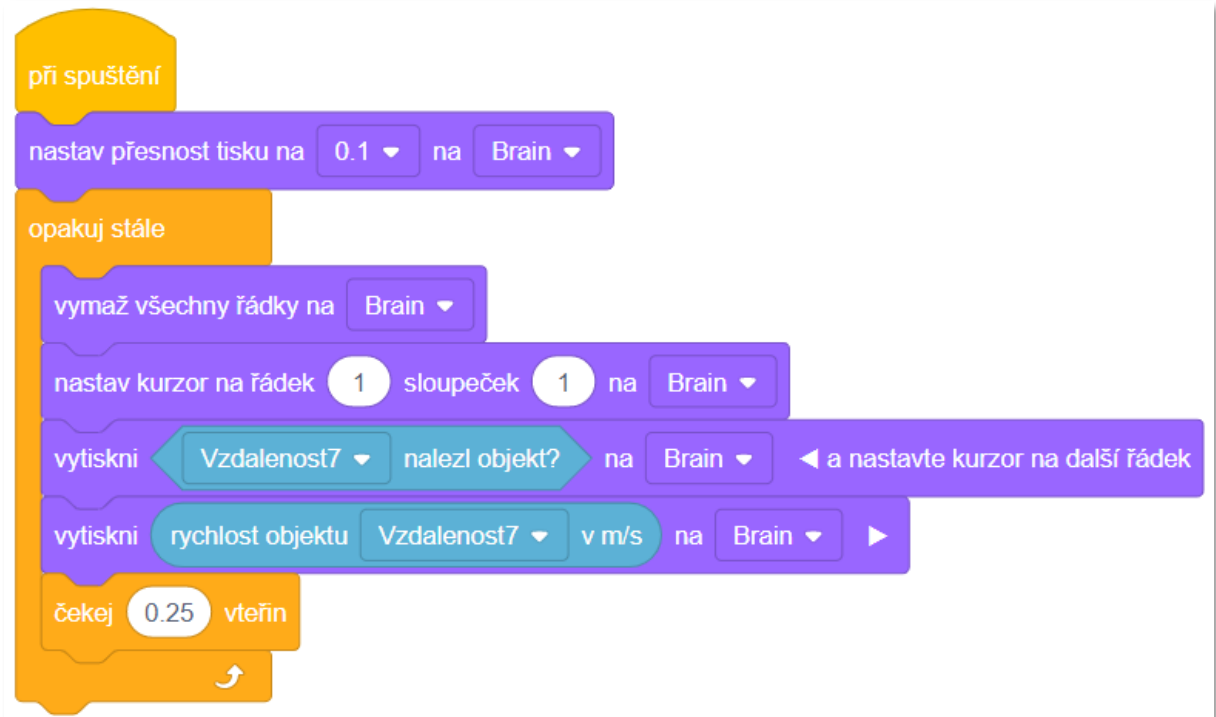 při spuštění
nastav přesnost tisku na 0.1 na Brain
opakuj stále
vymaž všechny řádky na Brain
nastav kurzor na řádek 1 sloupeček 1 na Brain
vytiskni Vzdalenost7 nalezl objekt? na Brain ◀ a nastavte kurzor na další řádek
vytiskni rychlost objektu Vzdalenost7 v m/s na Brain ▶
čekej 0.25 vteřin